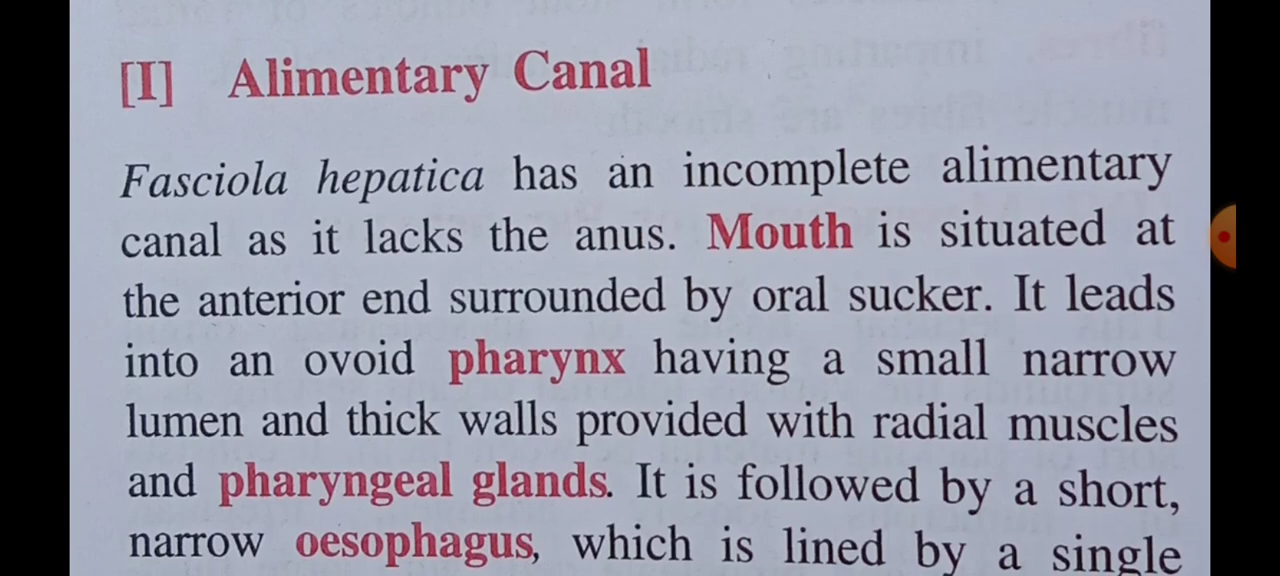 [I] Alimentary Canal
Fasciola hepatica has an incomplete alimentary
canal as it lacks the anus. Mouth is situated at
the anterior end surrounded by oral sucker. It leads
into an ovoid pharynx having a small narrow
lumen and thick walls provided with radial muscles
and pharyngeal glands. It is followed by a short,
narrow oesophagus, which is lined by a single